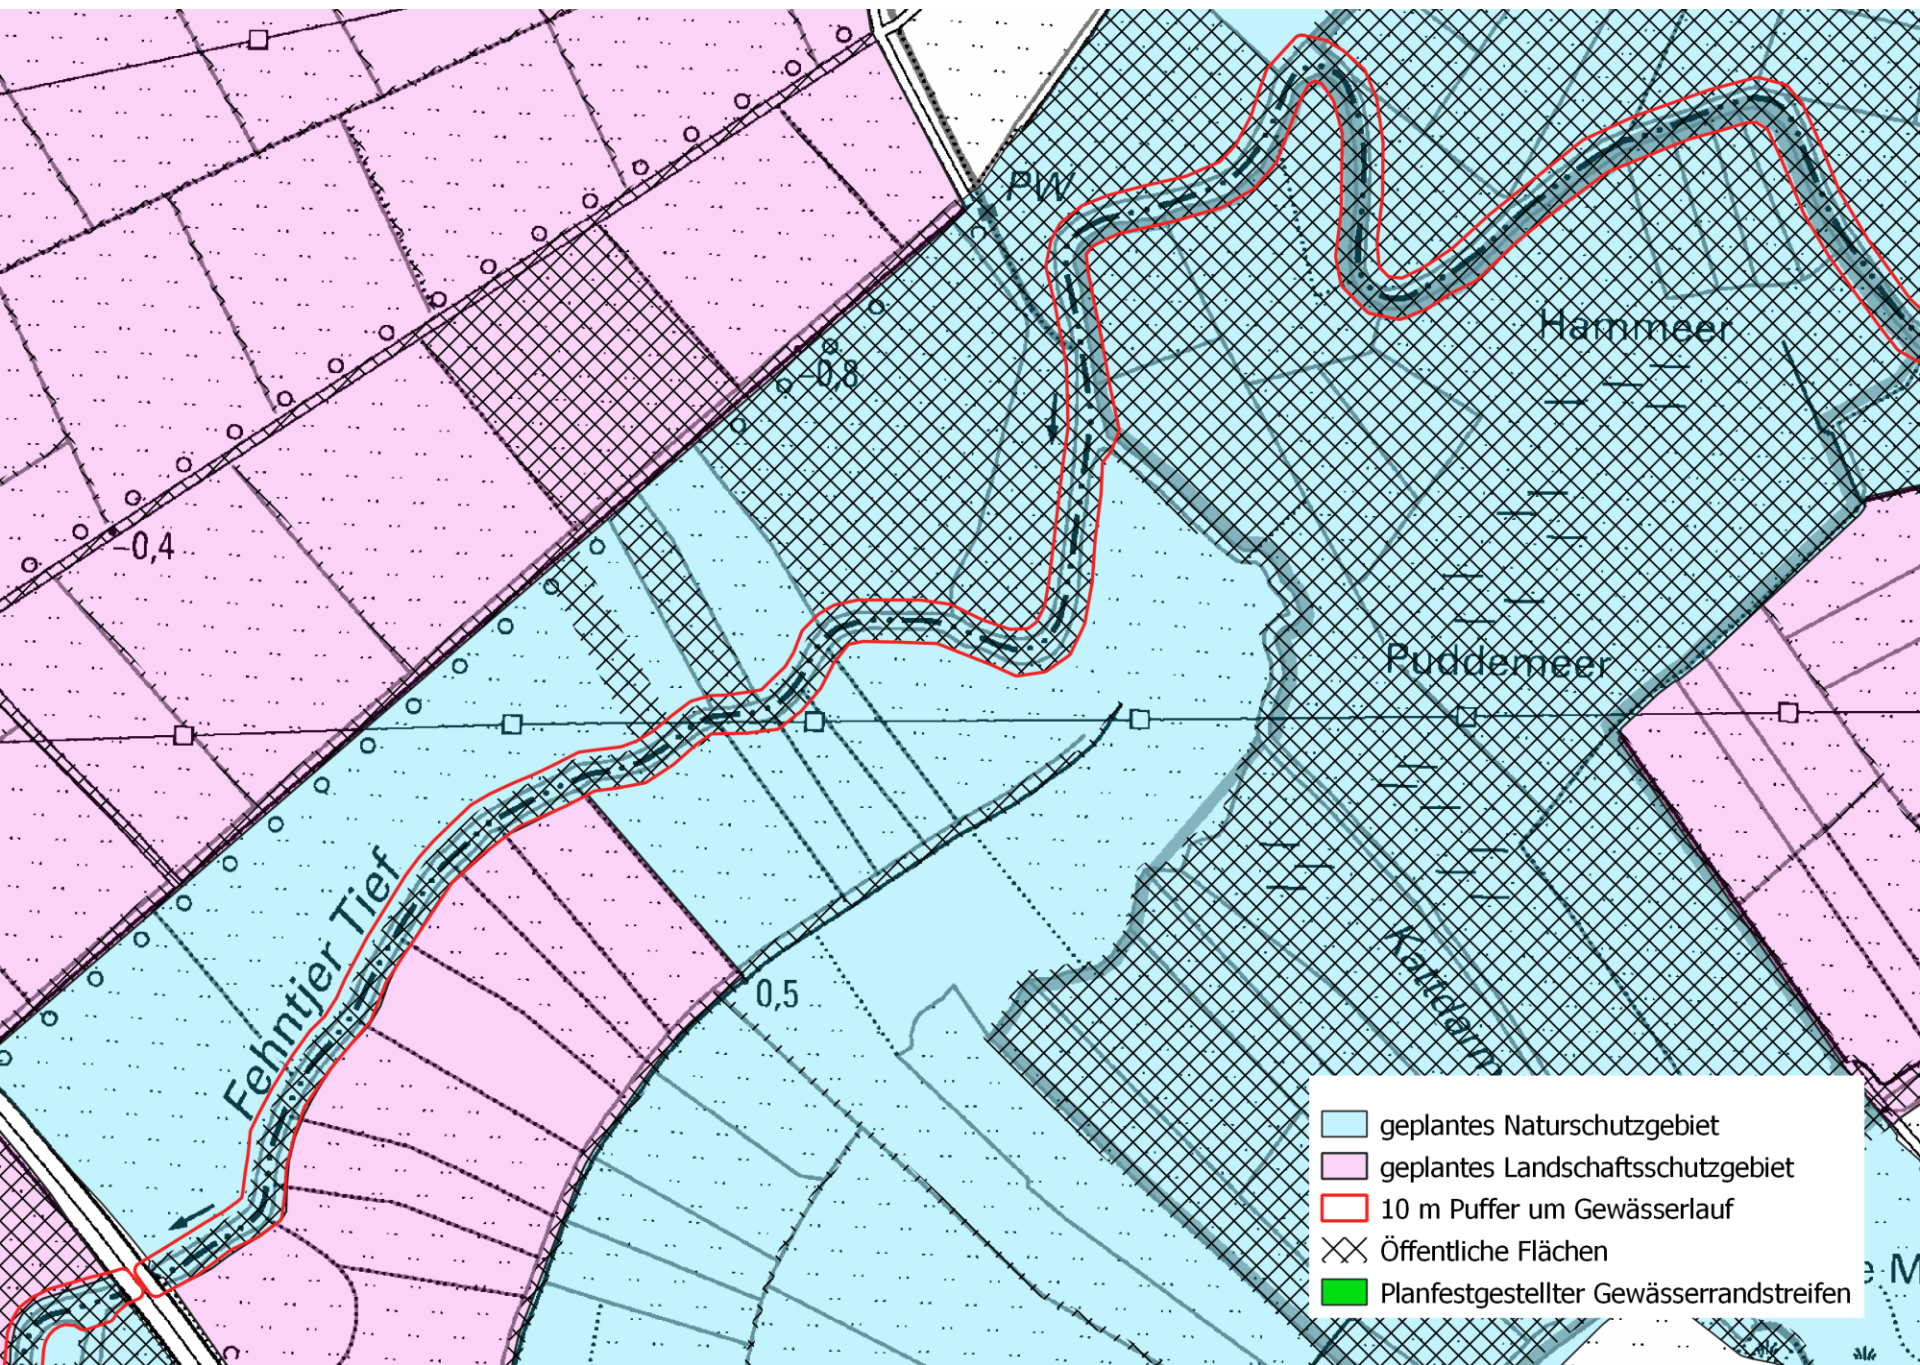 PW
Hammeer
–0,8
–0,4
Puddemeer
Fehntjer Tief
0,5
Kattdarm
geplantes Naturschutzgebiet
geplantes Landschaftsschutzgebiet
10 m Puffer um Gewässerlauf
Öffentliche Flächen
Planfestgestellter Gewässerrandstreifen
e M